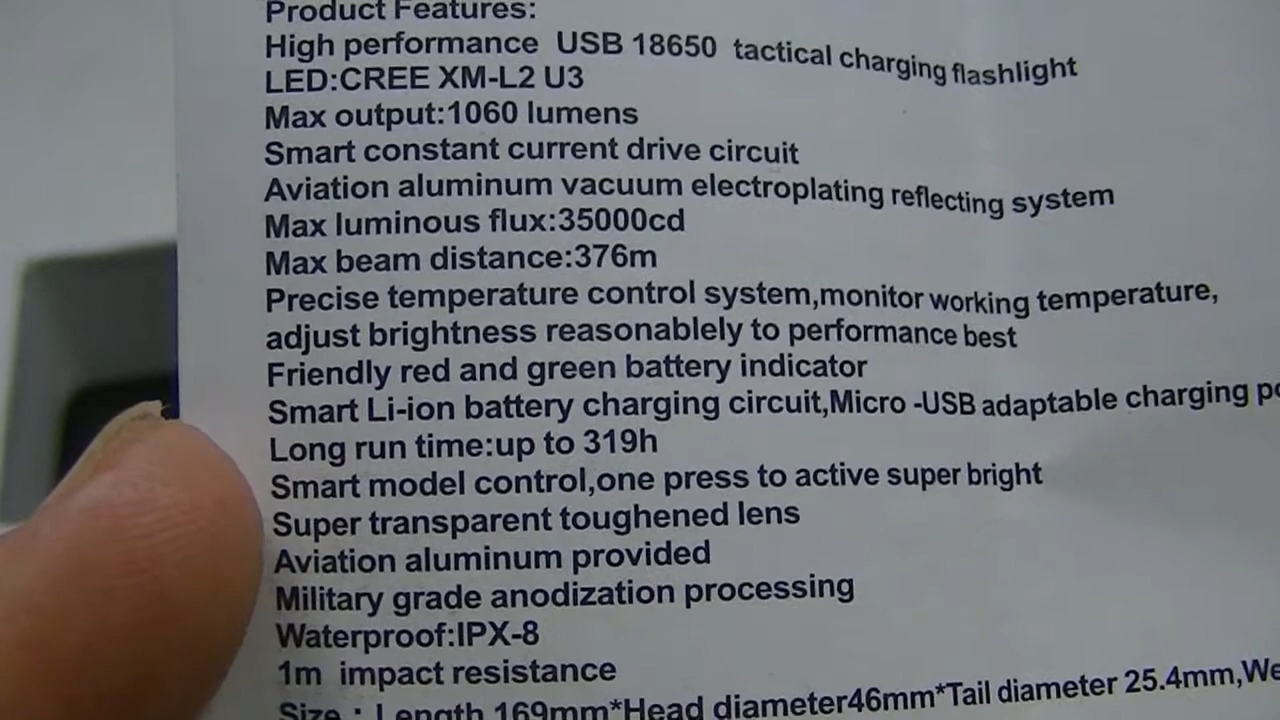 Product Features:
High performance USB 18650 tactical charging flashlight
LED:CREE XM-L2 U3
Max output:1060 lumens
Smart constant current drive circuit
Aviation aluminum vacuum electroplating reflecting system
Max luminous flux:35000cd
Max beam distance:376m
Precise temperature control system,monitor working temperature,
adjust brightness reasonablely to performance best
Friendly red and green battery indicator
Smart Li-ion battery charging circuit,Micro -USB adaptable charging
Long run time:up to 319h
Smart model control,one press to active super bright
Super transparent toughened lens
Aviation aluminum provided
Military grade anodization processing
Waterproof:IPX-8
1m impact resistance
Size : Length 169mm*Head diameter46mm*Tail diameter 25.4mm,